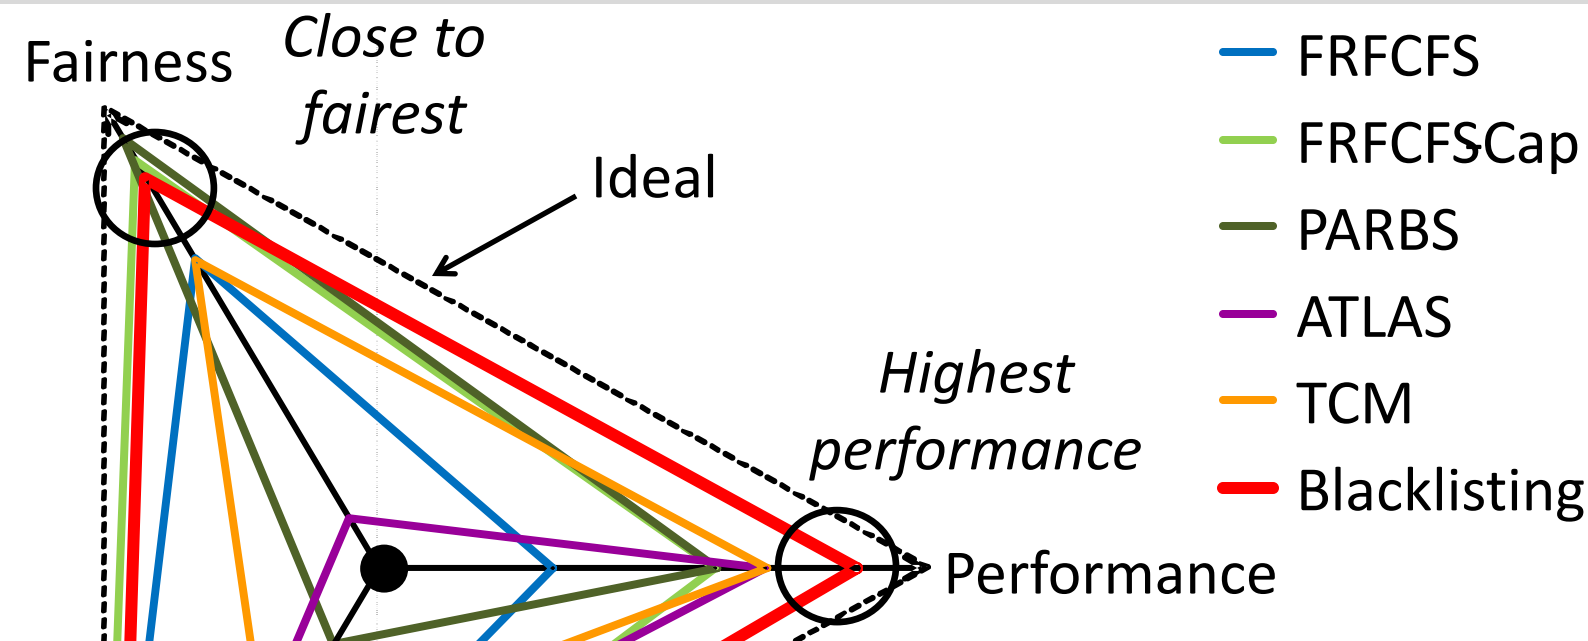 Fairness
Close to
fairest
Ideal
Highest
performance
Performance
FRFCFS
FRFCFS-Cap
PARBS
ATLAS
TCM
Blacklisting